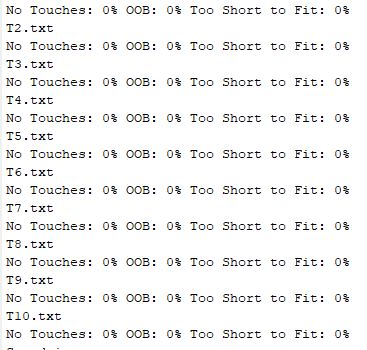 No Touches: 0% OOB: 0% Too Short to Fit: 0%
T2.txt
No Touches: 0% OOB: 0% Too Short to Fit: 0%
T3.txt
No Touches: 0% OOB: 0% Too Short to Fit: 0%
T4.txt
No Touches: 0% OOB: 0% Too Short to Fit: 0%
T5.txt
No Touches: 0% OOB: 0% Too Short to Fit: 0%
T6.txt
No Touches: 0% OOB: 0% Too Short to Fit: 0%
T7.txt
No Touches: 0% OOB: 0% Too Short to Fit: 0%
T8.txt
No Touches: 0% OOB: 0% Too Short to Fit: 0%
T9.txt
No Touches: 0% OOB: 0% Too Short to Fit: 0%
T10.txt
No Touches: 0% OOB: 0% Too Short to Fit: 0%